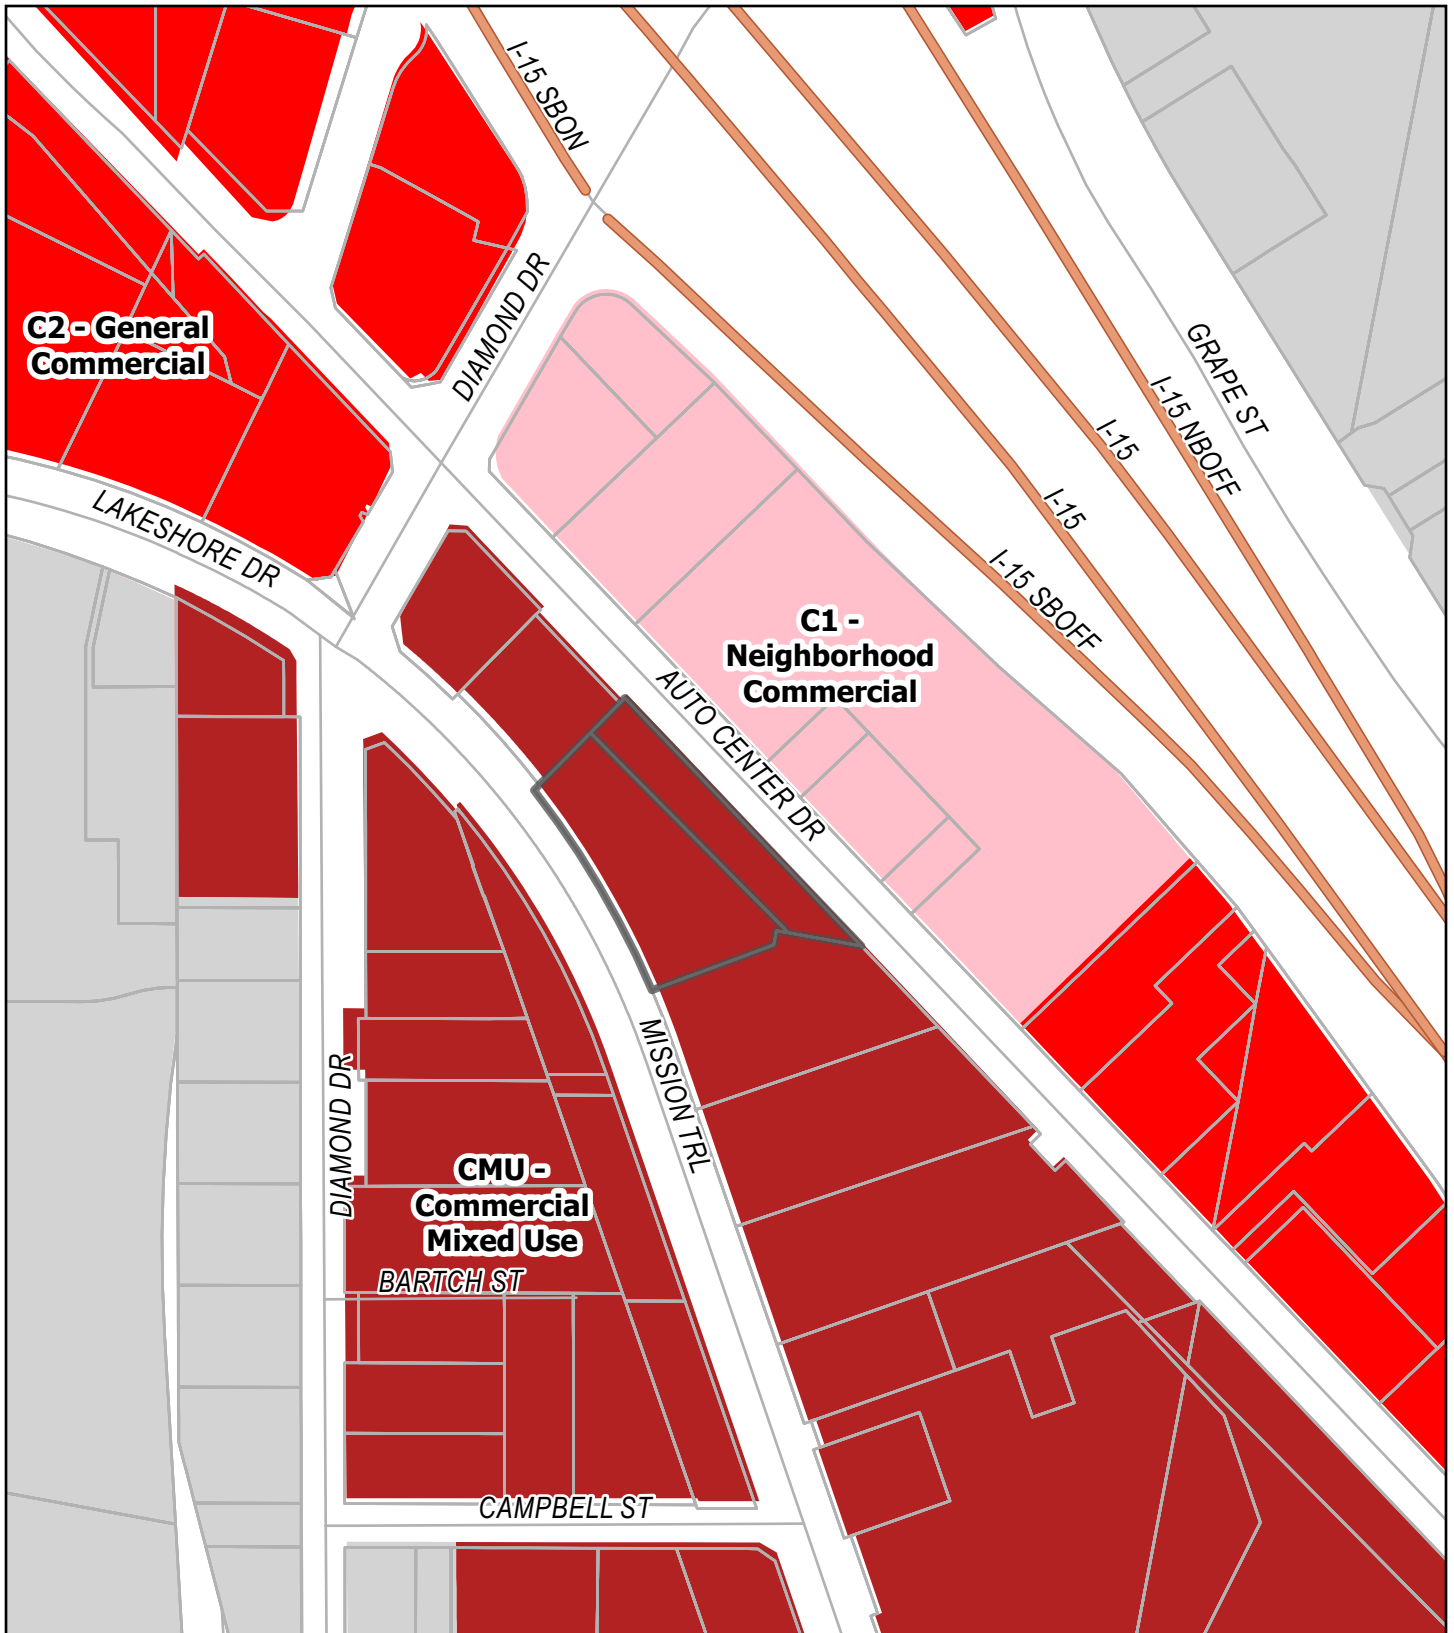 I-15 SBON
C2 - General
Commercial
DIAMOND DR
GRAPE ST
I-15 NBOFF
I-15
I-15
LAKESHORE DR
I-15 SBOFF
C1 -
Neighborhood
Commercial
AUTO CENTER DR
MISSION TRL
DIAMOND DR
CMU -
Commercial
Mixed Use
BARTCH ST
CAMPBELL ST